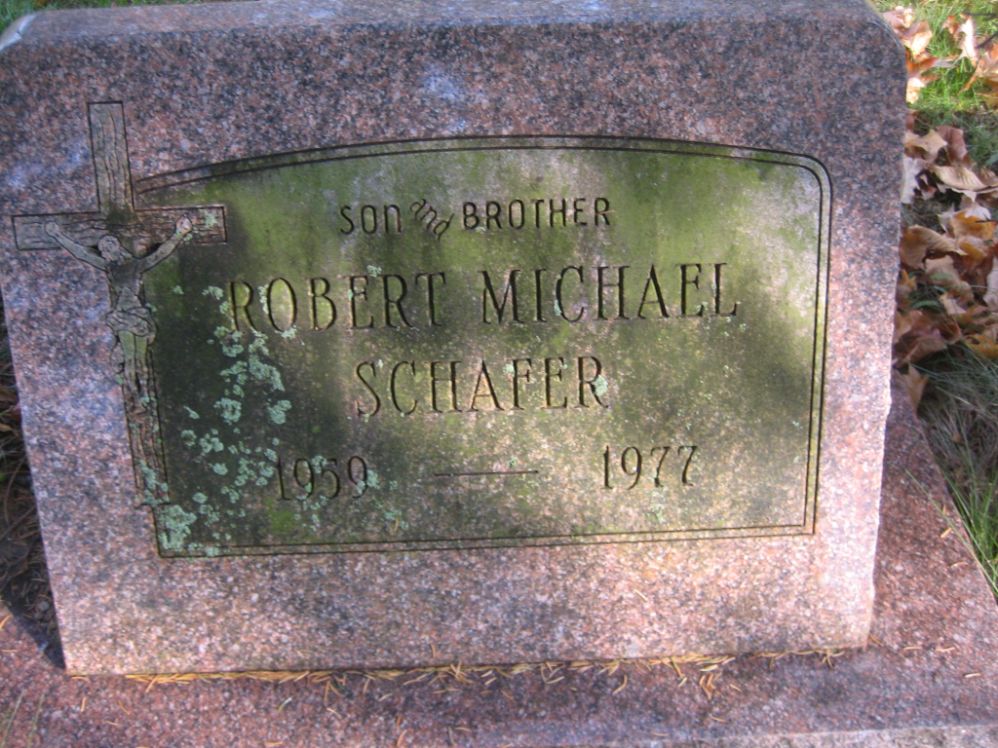 SON and BROTHER
ROBERT MICHAEL
SCHAFER
1959 — 1977